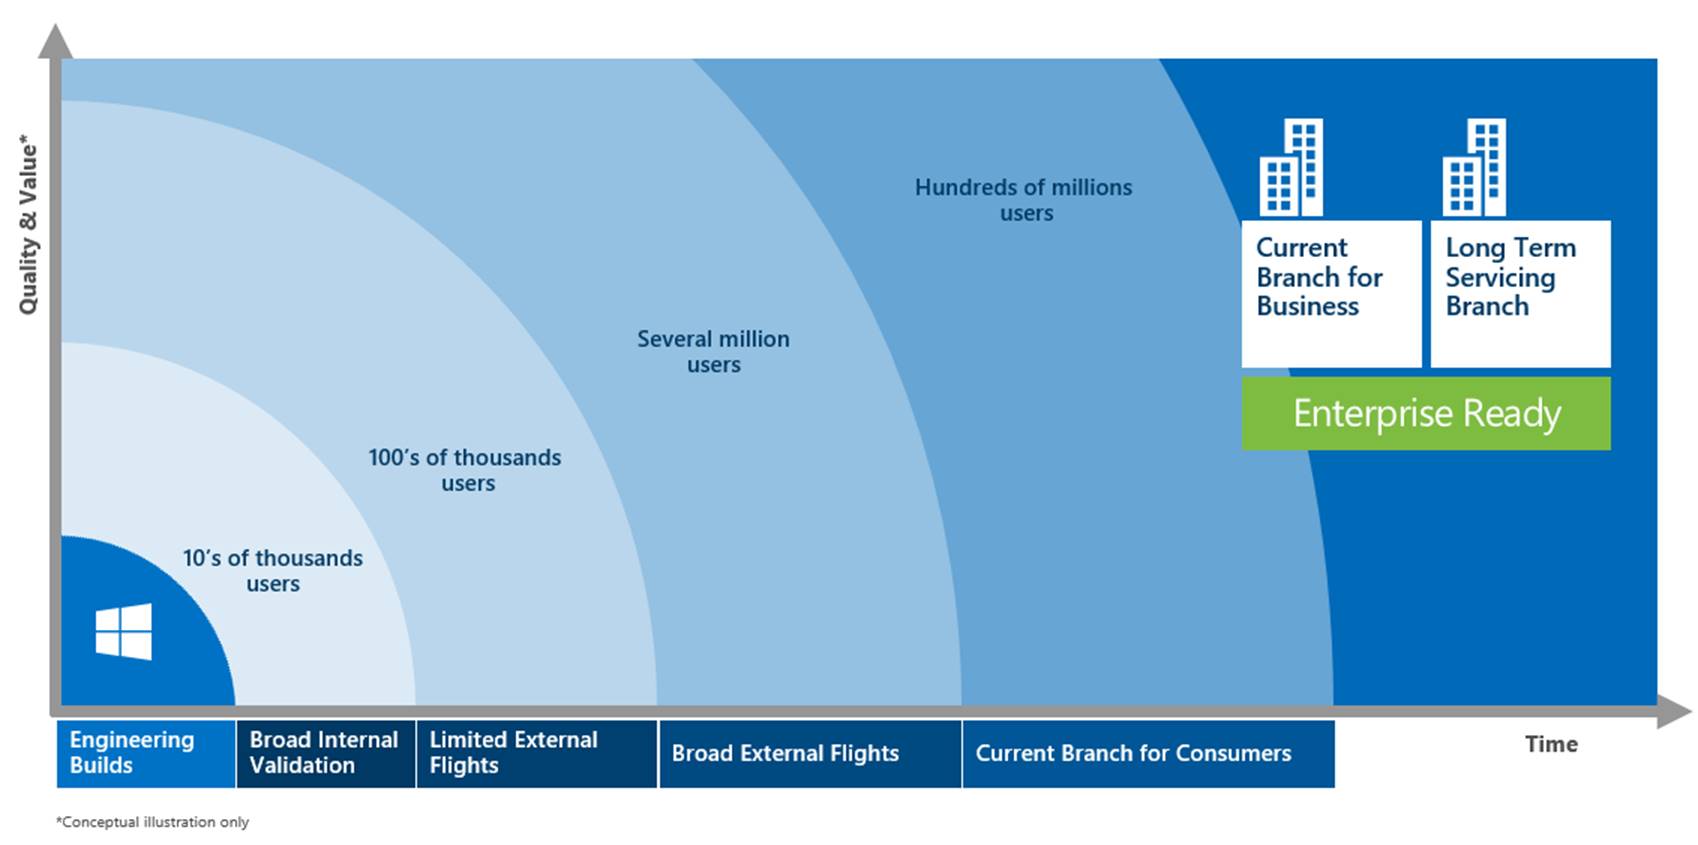 Quality & Value*
Hundreds of millions
users
Several million
users
100's of thousands
users
10's of thousands
users
Current
Branch for
Business
Long Term
Servicing
Branch
Enterprise Ready
Engineering
Builds
Broad Internal
Validation
Limited External
Flights
Broad External Flights
Current Branch for Consumers
Time
*Conceptual illustration only